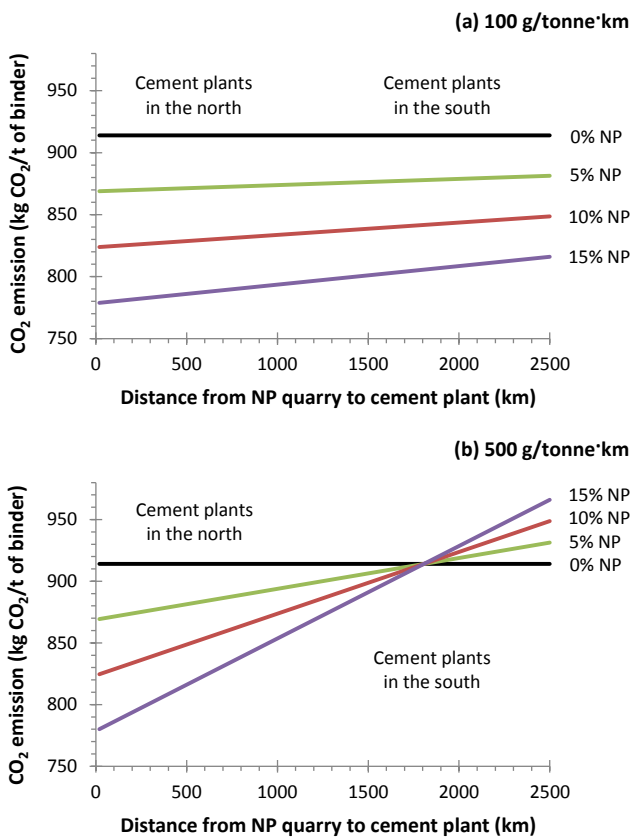 (a) 100 g/tonne·km
CO₂ emission (kg CO₂/t of binder)
950
900
850
800
750
Cement plants
in the north
Cement plants
in the south
0% NP
5% NP
10% NP
15% NP
0
500
1000
1500
2000
2500
Distance from NP quarry to cement plant (km)
(b) 500 g/tonne·km
CO₂ emission (kg CO₂/t of binder)
950
900
850
800
750
Cement plants
in the north
15% NP
10% NP
5% NP
0% NP
Cement plants
in the south
0
500
1000
1500
2000
2500
Distance from NP quarry to cement plant (km)